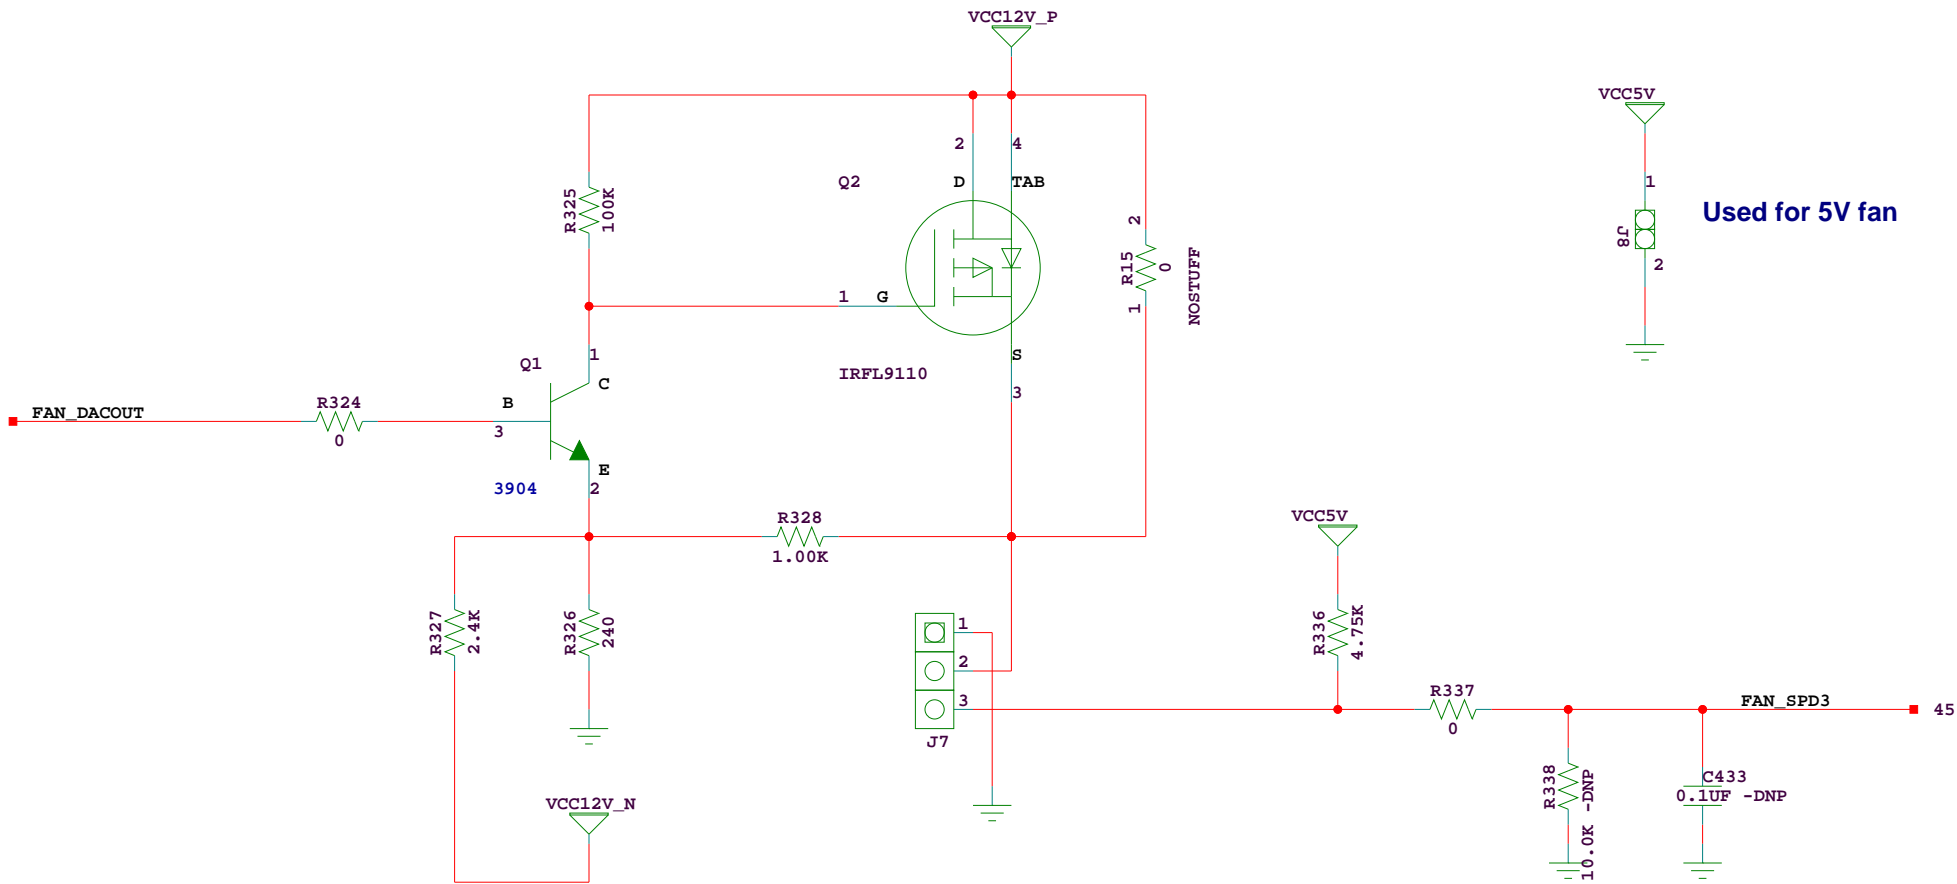 VCC12V_P
VCC5V
2
4
Q2
D
TAB
1
R325
100K
2
R15
0
1
NOSTUFF
J8
Used for 5V fan
2
1
G
Q1
1
C
IRFL9110
S
3
FAN_DACOUT
R324
0
B
3
E
2
3904
R328
1.00K
VCC5V
R327
2.4K
R326
240
1
2
3
J7
R336
4.75K
R337
0
FAN_SPD3
45
VCC12V_N
R338
10.0K -DNP
C433
0.1UF -DNP